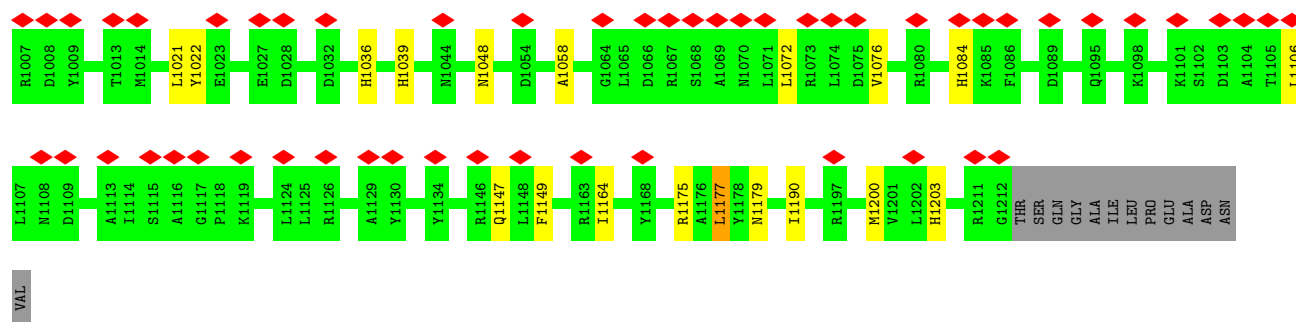 R1007 D1008 Y1009 T1013 M1014 L1021 Y1022 E1023 E1027 D1028 D1032 H1036 H1039 N1044 N1048 D1054 A1058 G1064 L1065 D1066 R1067 S1068 A1069 N1070 L1071 L1072 R1073 L1074 D1075 V1076 R1080 H1084 K1085 F1086 D1089 Q1095 K1098 K1101 S1102 D1103 A1104 T1105
L1107 N1108 D1109 A1113 I1114 S1115 A1116 G1117 P1118 K1119 L1124 L1125 R1126 A1129 Y1130 Y1134 R1146 Q1147 L1148 F1149 R1163 I1164 Y1168 R1175 A1176 L1177 Y1178 N1179 I1190 R1197 M1200 V1201 L1202 H1203 R1211 G1212 THR SER GLN GLY ALA ILE LEU PRO GLU ALA ASP ASN
VAL